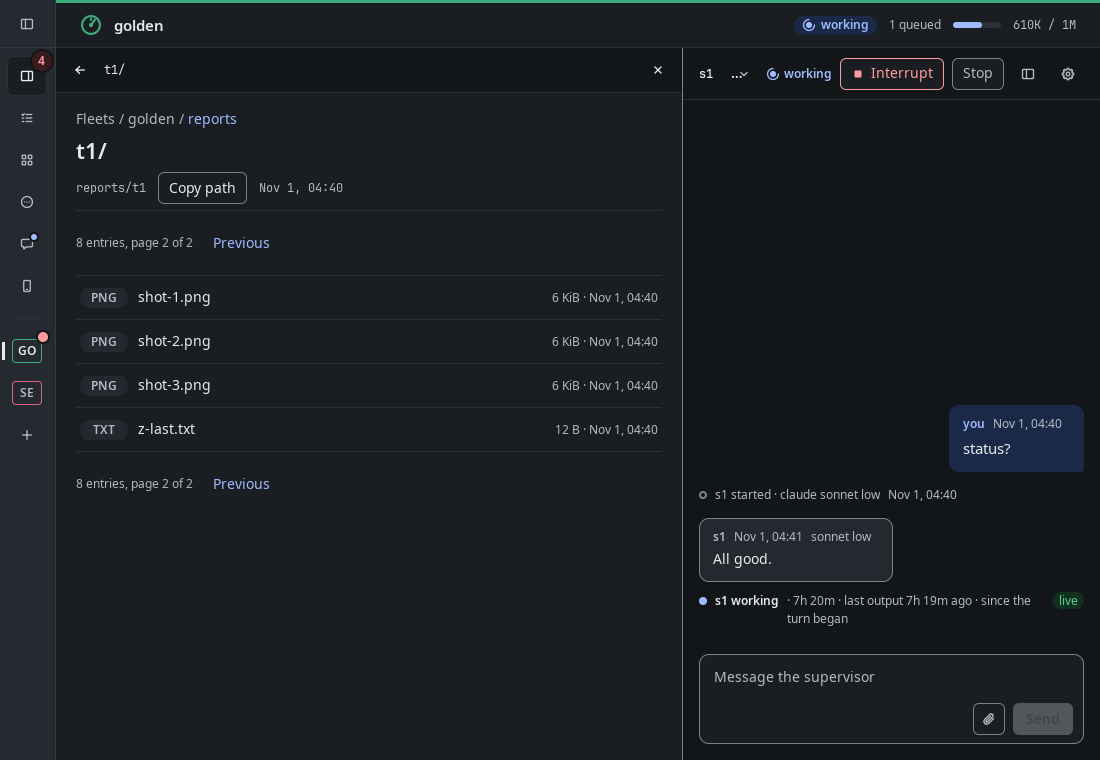 golden
working
1 queued
610K / 1M
4
t1/
s1
...
working
Interrupt
Stop
Fleets / golden / reports
t1/
reports/t1
Copy path
Nov 1, 04:40
8 entries, page 2 of 2
Previous
PNG shot-1.png 6 KiB · Nov 1, 04:40
PNG shot-2.png 6 KiB · Nov 1, 04:40
PNG shot-3.png 6 KiB · Nov 1, 04:40
TXT z-last.txt 12 B · Nov 1, 04:40
8 entries, page 2 of 2
Previous
GO
SE
you Nov 1, 04:40
status?
s1 started · claude sonnet low Nov 1, 04:40
s1 Nov 1, 04:41 sonnet low
All good.
s1 working · 7h 20m · last output 7h 19m ago · since the
turn began
live
Message the supervisor
Send